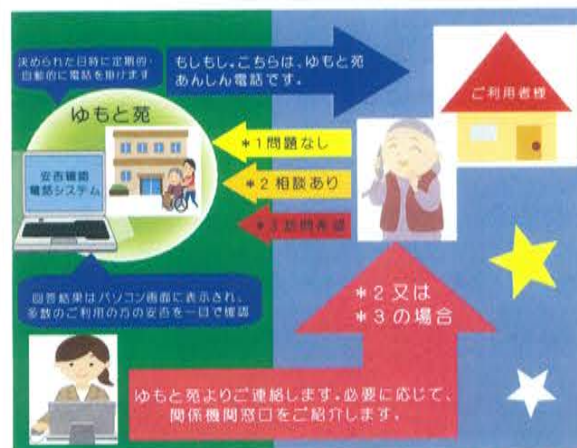 決められた日時に定期的・
自動的に電話を掛けます
もしもし。こちらは、ゆもと苑
あんしん電話です。
ご利用者様
ゆもと苑
安否確認
電話システム
*1問題なし
*2相談あり
*3訪問希望
回答結果はパソコン画面に表示され、
多数のご利用の方の安否を一目で確認
*2又は
*3の場合
ゆもと苑よりご連絡します。必要に応じて、
関係機関窓口をご紹介します。